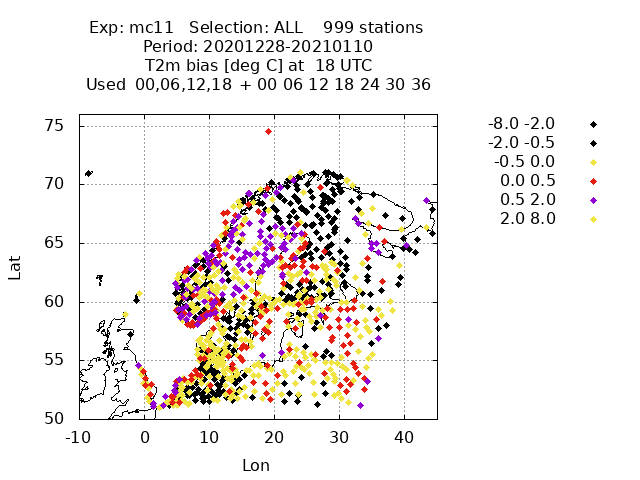 Exp: mc11   Selection: ALL    999 stations
Period: 20201228-20210110
T2m bias [deg C] at  18 UTC
Used  00,06,12,18 + 00 06 12 18 24 30 36
-8.0 -2.0
-2.0 -0.5
-0.5 0.0
0.0 0.5
0.5 2.0
2.0 8.0
Lat
75
70
65
60
55
50
-10 0 10 20 30 40
Lon